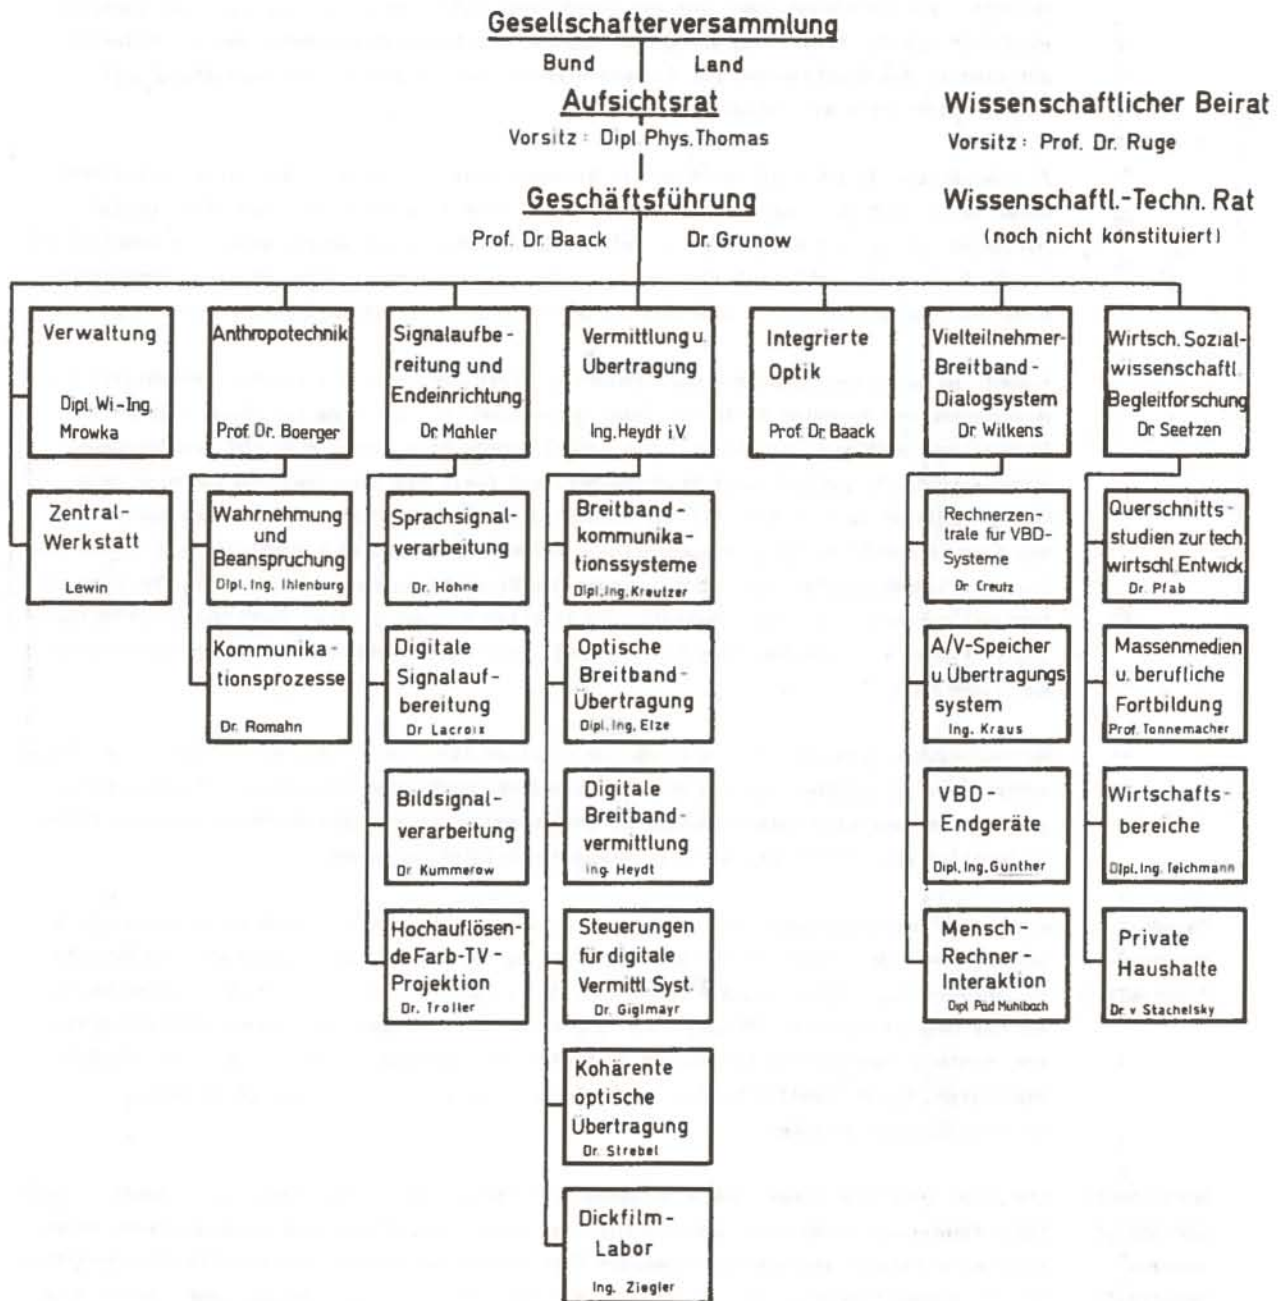 Gesellschafterversammlung
Bund Land
Aufsichtsrat
Vorsitz: Dipl. Phys. Thomas
Wissenschaftlicher Beirat
Vorsitz: Prof. Dr. Ruge
Geschäftsführung
Prof. Dr. Baack Dr. Grunow
Wissenschaftl.-Techn. Rat
(noch nicht konstituiert)
Verwaltung
Dipl. Wi-Ing.
Mrowka
Zentral-
Werkstatt
Lewin
Anthropotechnik
Prof. Dr. Boerger
Wahrnehmung
und
Beanspruchung
Dipl. Ing. Ihlenburg
Kommunika-
tionsprozesse
Dr. Romahn
Signalaufbe-
reitung und
Endeinrichtung
Dr. Mahler
Sprachsignal-
verarbeitung
Dr. Hohne
Digitale
Signalauf-
bereitung
Dr Lacroix
Bildsignal-
verarbeitung
Dr. Kummerow
Hochauflösen-
de Farb-TV-
Projektion
Dr. Troller
Vermittlung u.
Übertragung
Ing. Heydt i.V.
Breitband-
kommunika-
tionssysteme
Dipl. Ing. Kreutzer
Optische
Breitband-
Übertragung
Dipl. Ing. Elze
Digitale
Breitband-
vermittlung
Ing. Heydt
Steuerungen
für digitale
Vermittl. Syst.
Dr. Giglmayr
Kohärente
optische
Übertragung
Dr. Strebel
Dickfilm-
Labor
Ing. Ziegler
Integrierte
Optik
Prof. Dr. Baack
Vielteilnehmer-
Breitband-
Dialogsystem
Dr Wilkens
Rechnerzen-
trale für VBD-
Systeme
Dr Creutz
A/V-Speicher
u. Übertragungs
system
Ing. Kraus
VBD-
Endgeräte
Dipl. Ing. Gunther
Mensch-
Rechner-
Interaktion
Dipl Päd Muhlbach
Wirtsch. Sozial-
wissenschaftl.
Begleitforschung
Dr Seetzen
Querschnitts-
studien zur tech.
wirtschl. Entwick.
Dr. Pfab
Massenmedien
u. berufliche
Fortbildung
Prof. Tonnemacher
Wirtschafts-
bereiche
Dipl. Ing. Teichmann
Private
Haushalte
Dr v Stachelsky